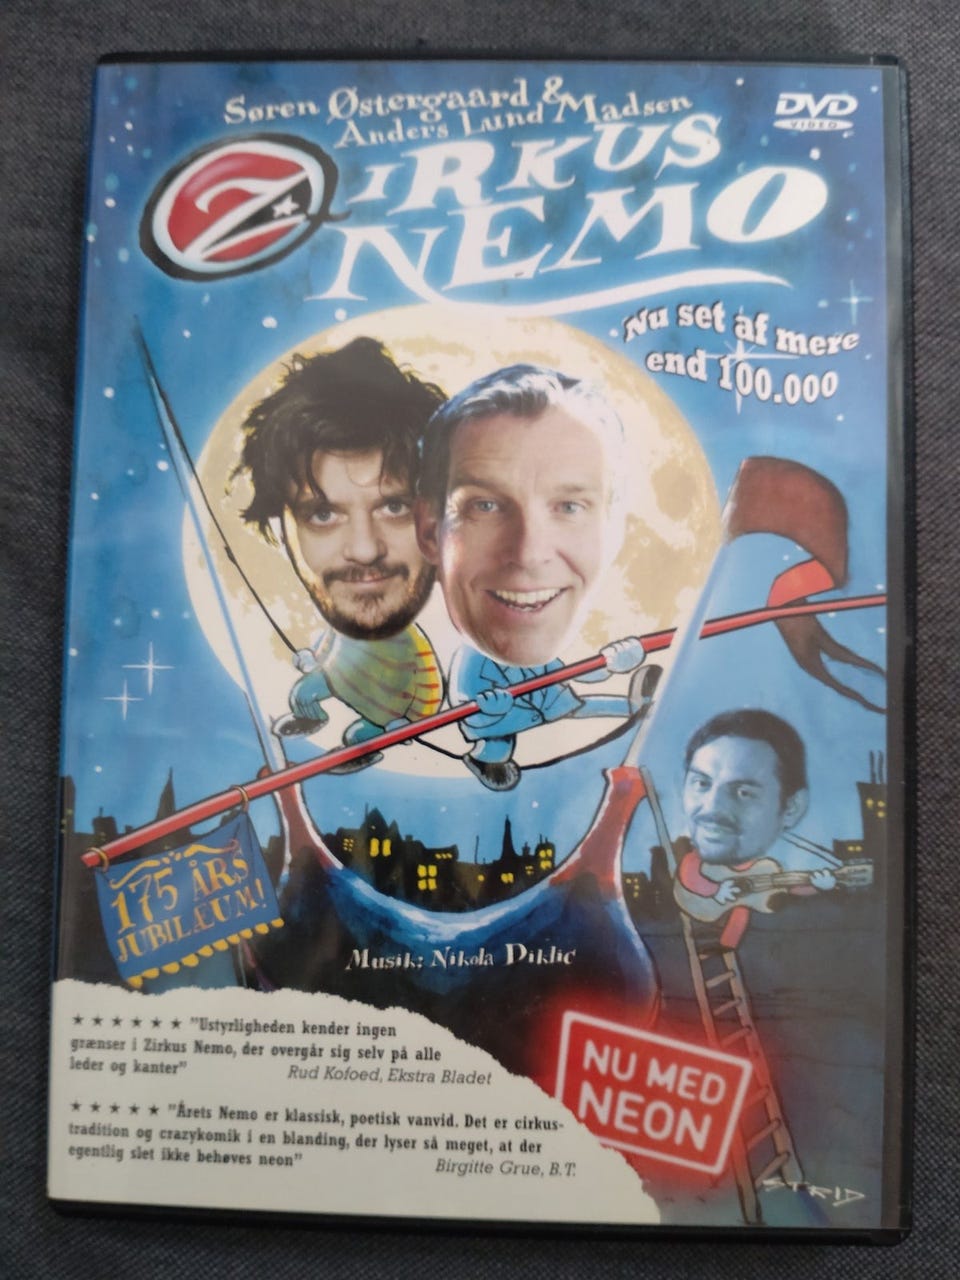 Søren Østergaard &
Anders Lund Madsen
DVD
VIDEO
ZIRKUS
NEMO
Nu set af mere
end 100.000
175 ÅRS
JUBILÆUM!
Musik: Nikola Diklic
★★★★★★ "Ustyrligheden kender ingen
grænser i Zirkus Nemo, der overgår sig selv på alle
leder og kanter"
Rud Kofoed, Ekstra Bladet
★★★★★ "Årets Nemo er klassisk, poetisk vanvid. Det er cirkus-
tradition og crazykomik i en blanding, der lyser så meget, at der
egentlig slet ikke behøves neon"
Birgitte Grue, B.T.
NU MED
NEON
STRID